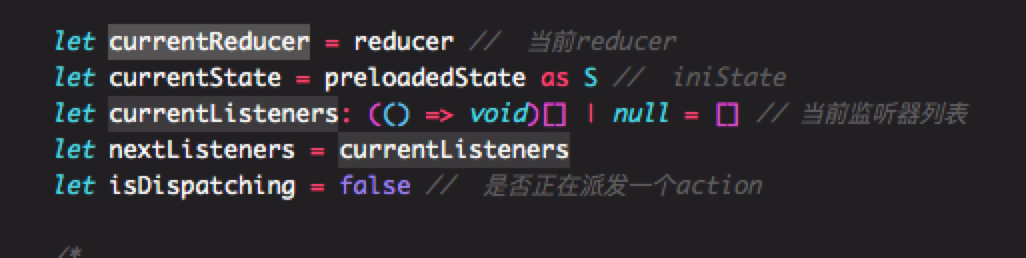 let currentReducer = reducer // 当前reducer
let currentState = preloadedState as S // iniState
let currentListeners: (() => void)[] | null = [] // 当前监听器列表
let nextListeners = currentListeners
let isDispatching = false // 是否正在派发一个action
/*